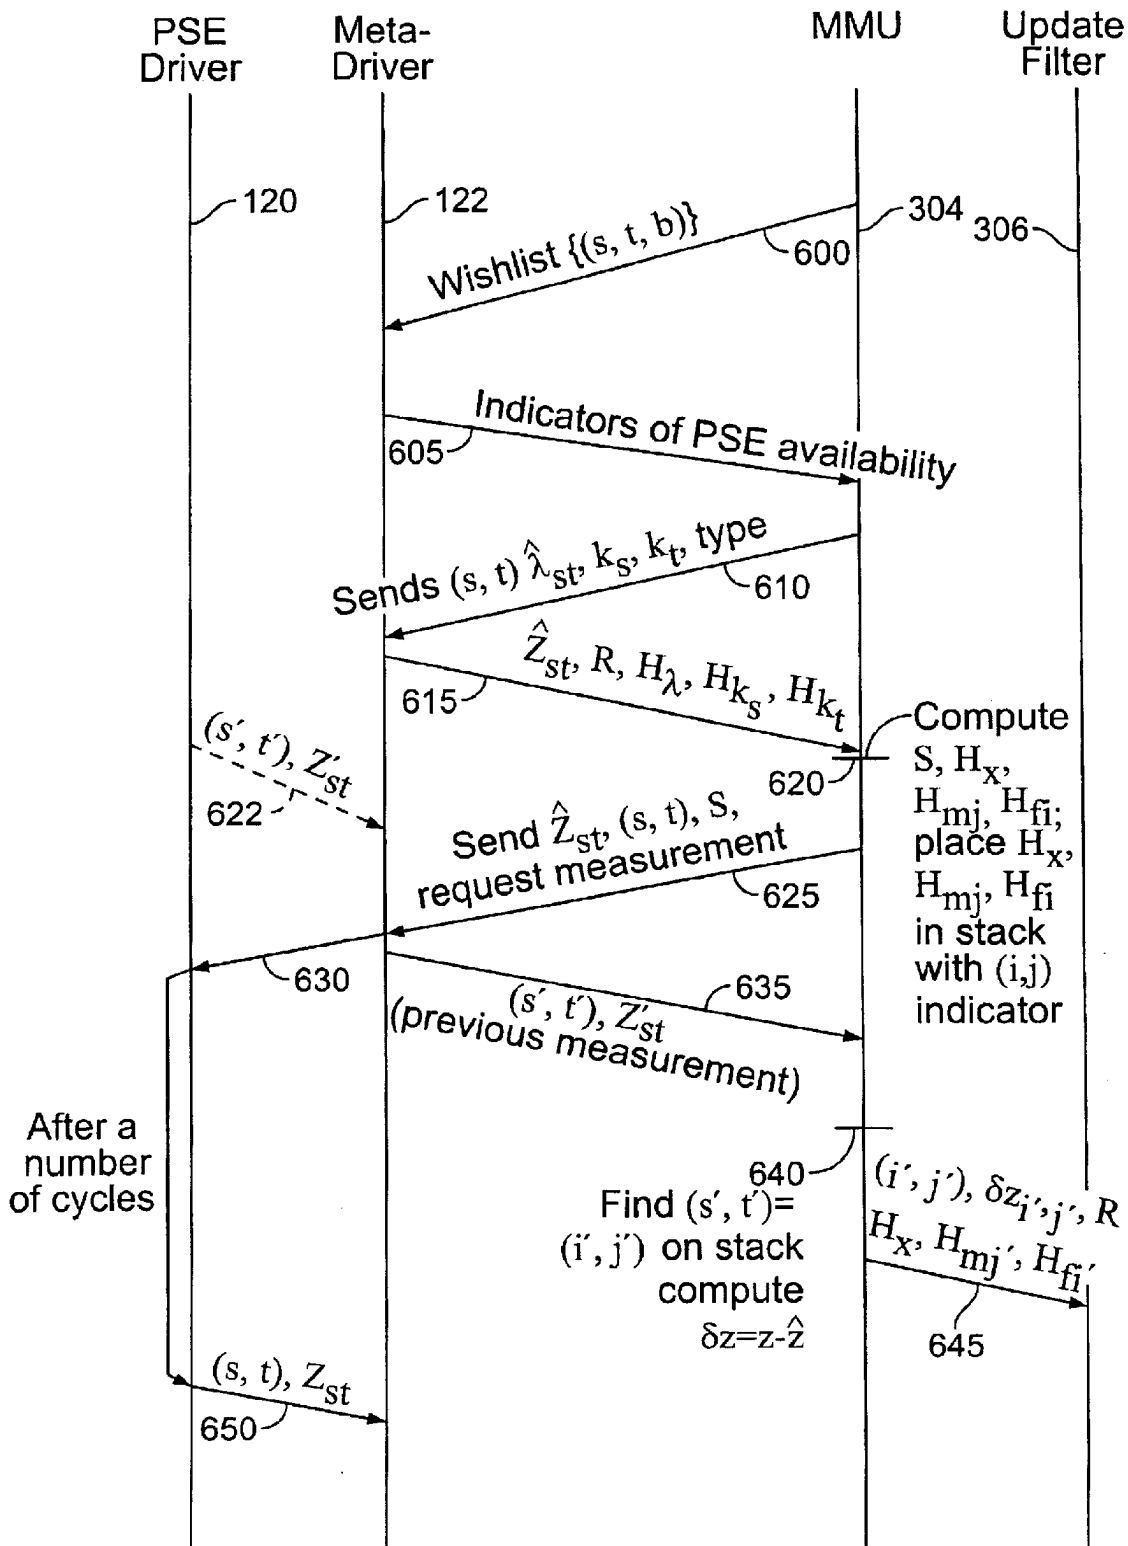 PSE
Driver
Meta-
Driver
MMU
Update
Filter
120
122
304
306
Wishlist {(s, t, b)}
600
Indicators of PSE availability
605
Sends (s, t) λ̂st, ks, kt, type
610
Ẑst, R, Hλ, Hks, Hkt
615
(s′, t′), Z′st
622
620
Compute
S, Hx,
Hmj, Hfi;
place Hx,
Hmj, Hfi
in stack
with (i,j)
indicator
Send Ẑst, (s, t), S,
request measurement
625
630
635
(s′, t′), Z′st
(previous measurement)
After a
number
of cycles
640
Find (s′, t′)=
(i′, j′) on stack
compute
δz=z-ẑ
(i′, j′), δzi′,j′, R
Hx, Hmj′, Hfi′
645
(s, t), Zst
650